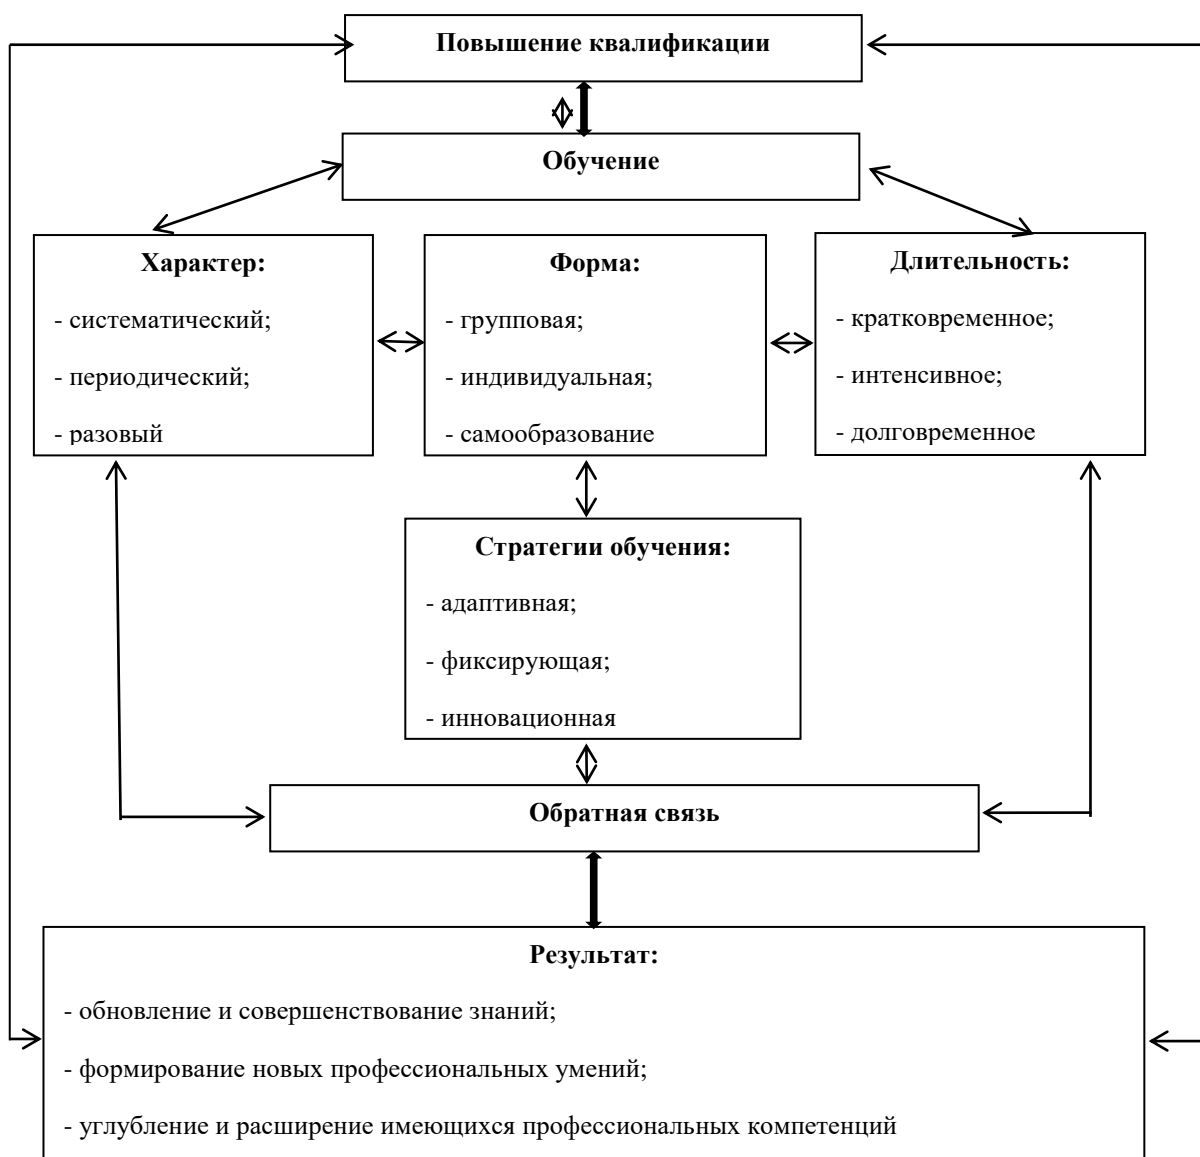 Повышение квалификации
Обучение
Характер:
- систематический;
- периодический;
- разовый
Форма:
- групповая;
- индивидуальная;
- самообразование
Длительность:
- кратковременное;
- интенсивное;
- долговременное
Стратегии обучения:
- адаптивная;
- фиксирующая;
- инновационная
Обратная связь
Результат:
- обновление и совершенствование знаний;
- формирование новых профессиональных умений;
- углубление и расширение имеющихся профессиональных компетенций